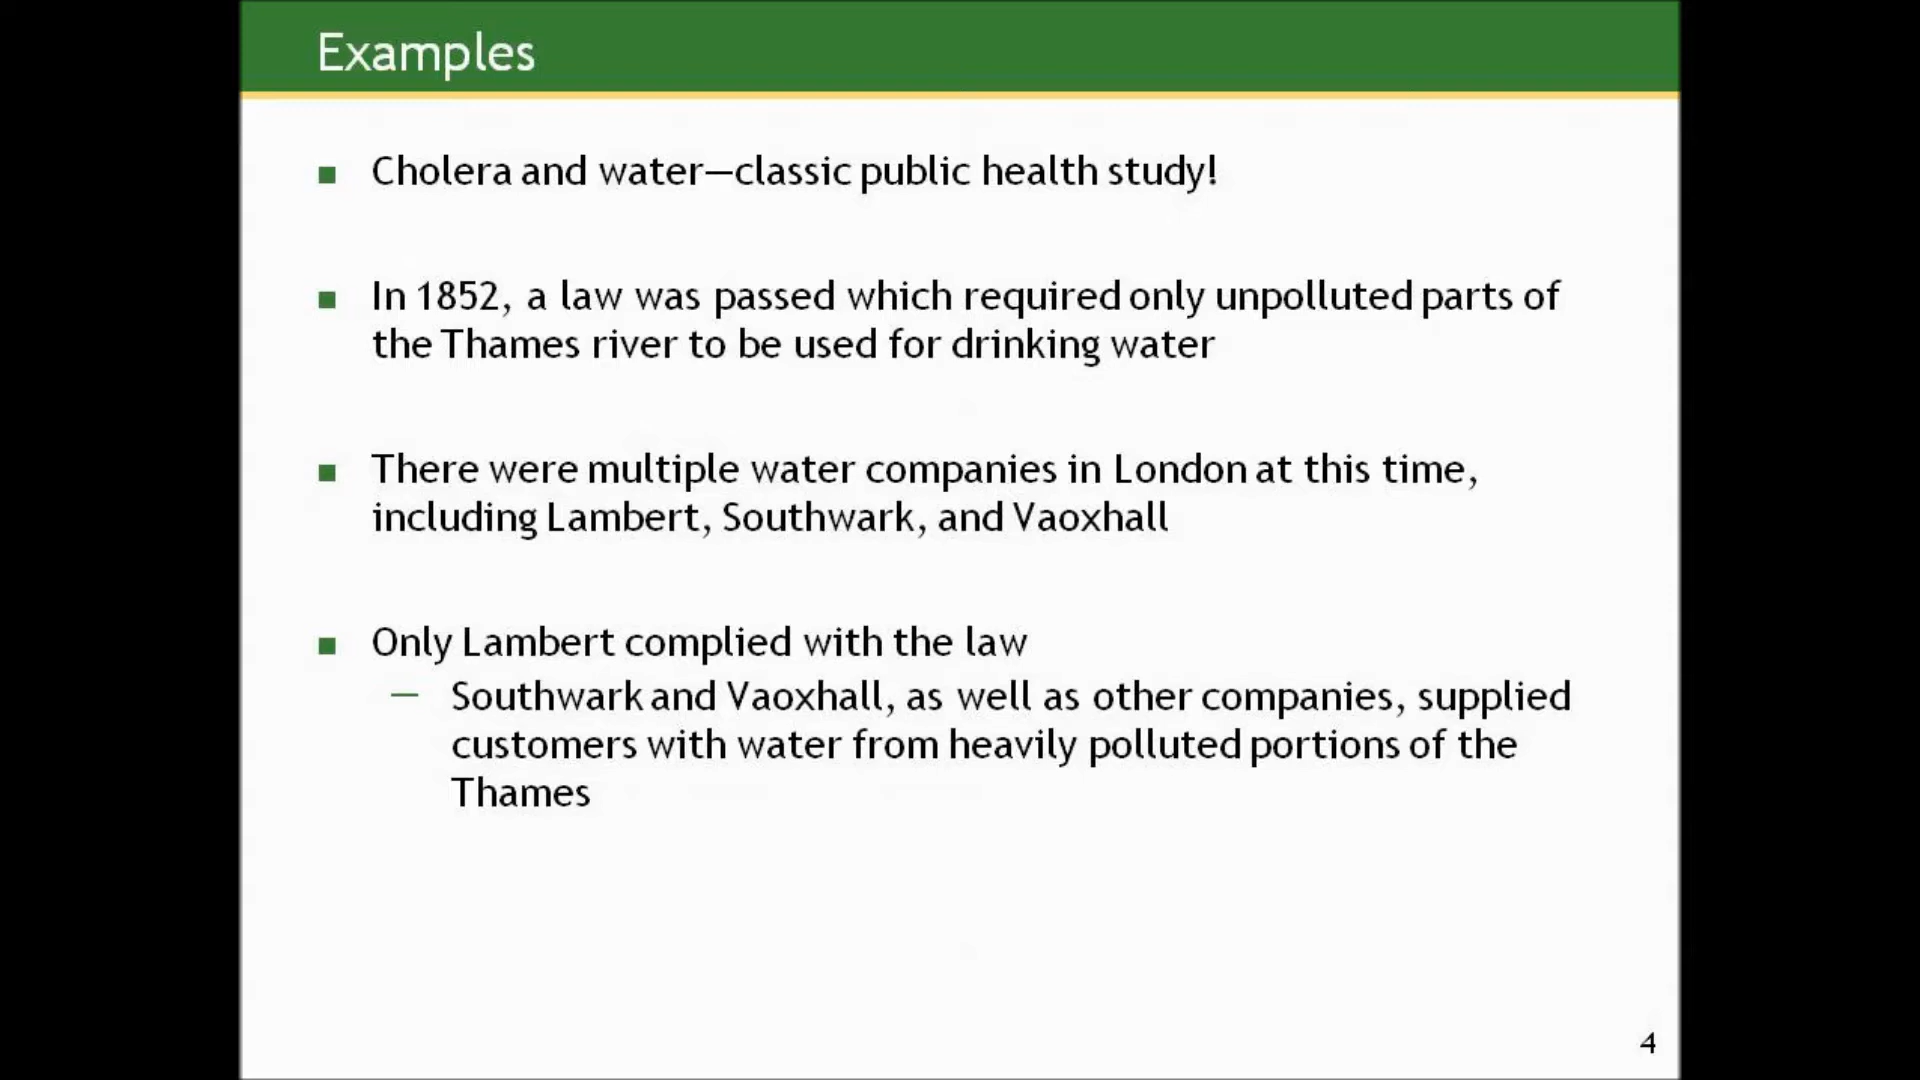 Examples
Cholera and water—classic public health study!
In 1852, a law was passed which required only unpolluted parts of
the Thames river to be used for drinking water
There were multiple water companies in London at this time,
including Lambert, Southwark, and Vaoxhall
Only Lambert complied with the law
— Southwark and Vaoxhall, as well as other companies, supplied
customers with water from heavily polluted portions of the
Thames
4